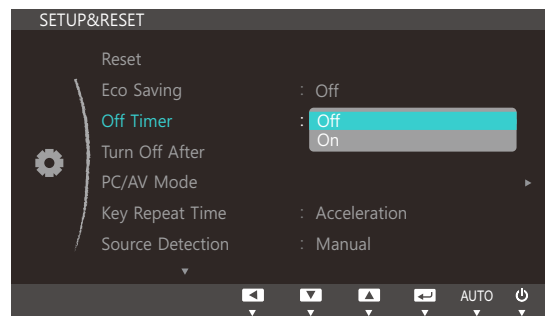 SETUP&RESET
Reset
Eco Saving : Off
Off Timer : Off
On
Turn Off After
PC/AV Mode
Key Repeat Time : Acceleration
Source Detection : Manual
AUTO